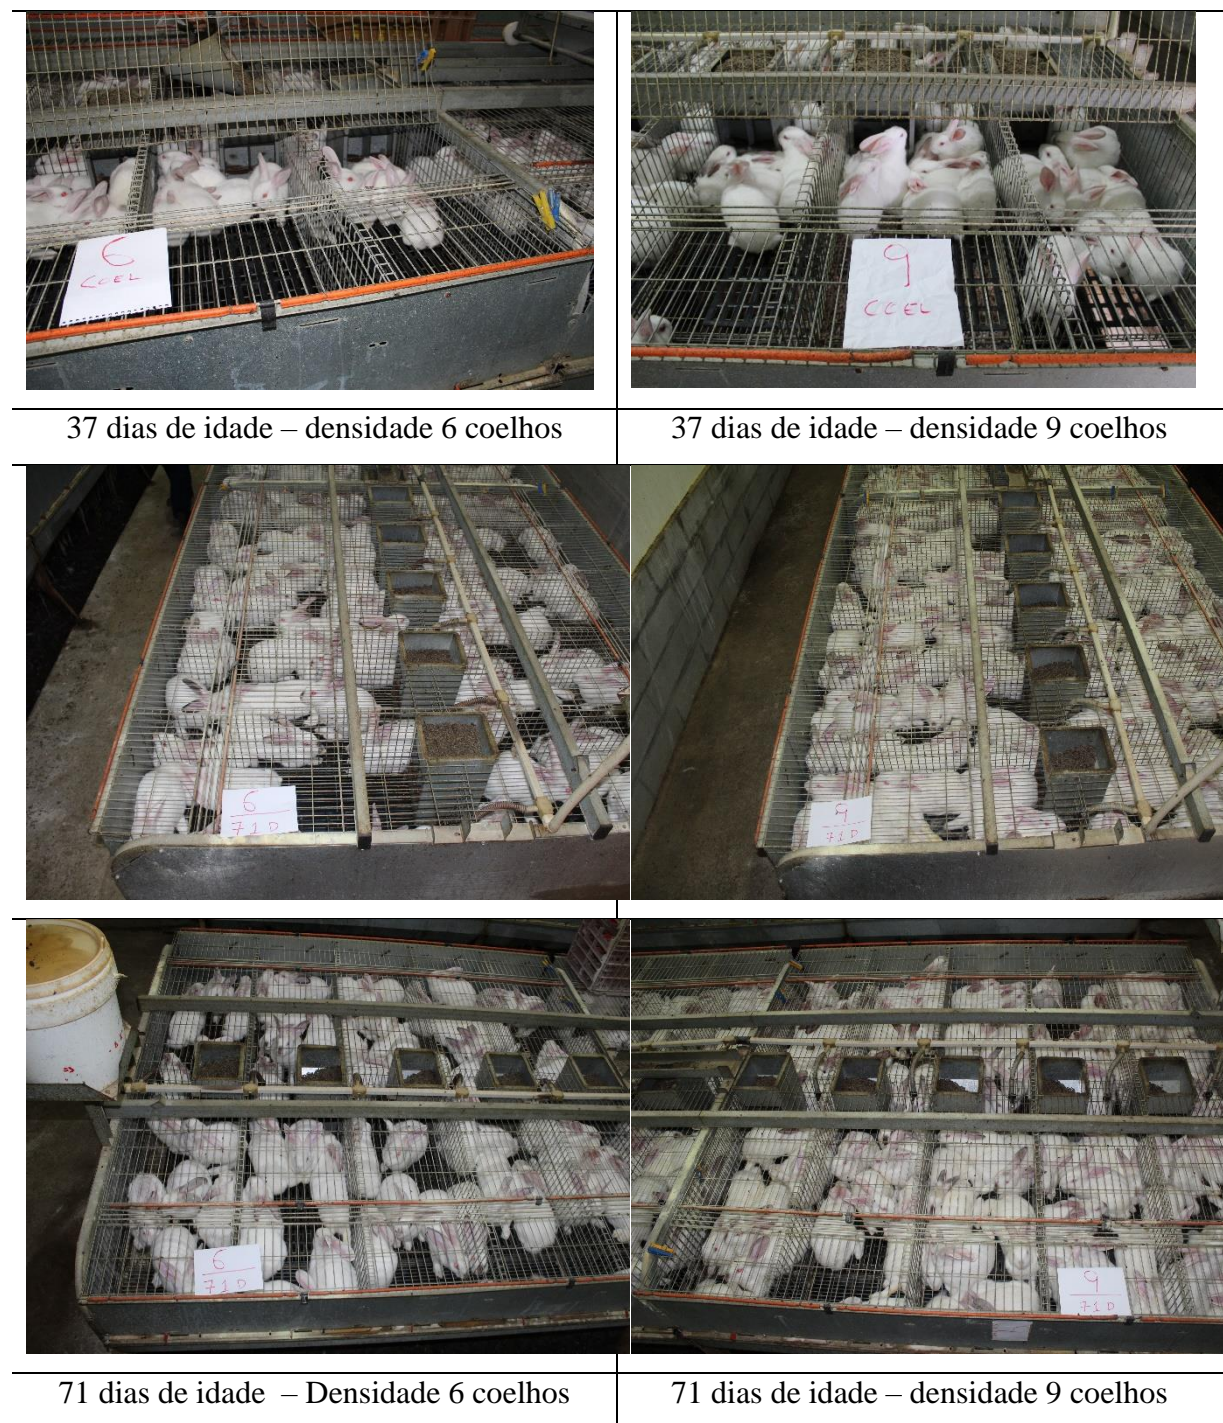 6
CCEL
9
CCEL
37 dias de idade – densidade 6 coelhos
37 dias de idade – densidade 9 coelhos
6
71 D
9
71 D
6
71 D
9
71 D
71 dias de idade – Densidade 6 coelhos
71 dias de idade – densidade 9 coelhos